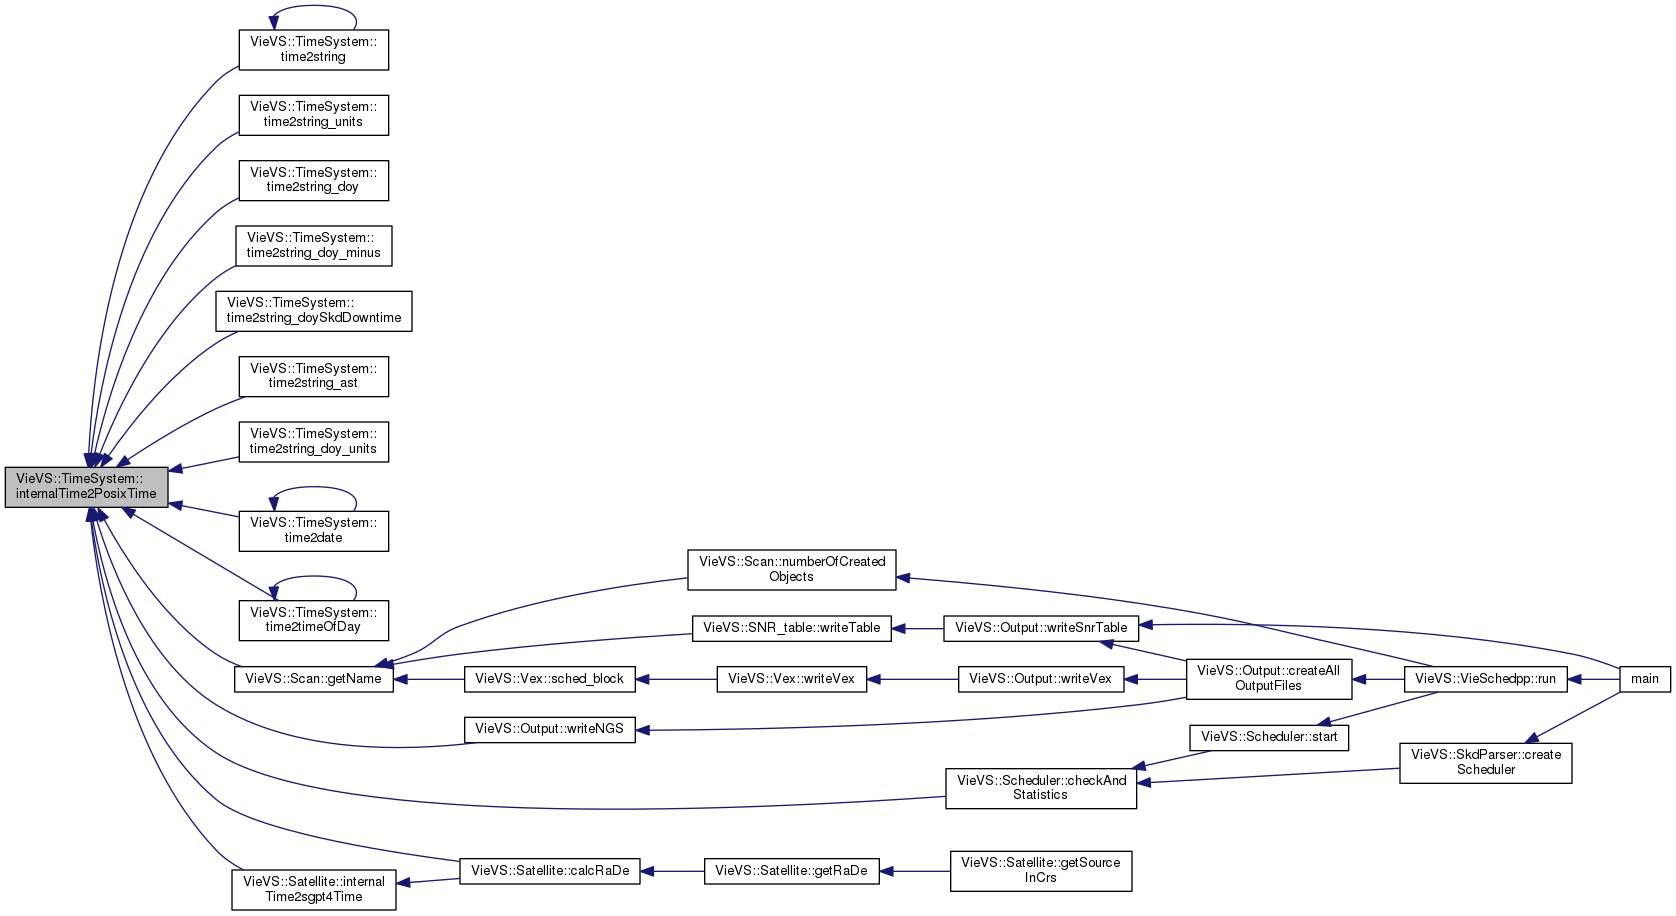 VieVS::TimeSystem::
time2string
VieVS::TimeSystem::
time2string_units
VieVS::TimeSystem::
time2string_doy
VieVS::TimeSystem::
time2string_doy_minus
VieVS::TimeSystem::
time2string_doySkdDowntime
VieVS::TimeSystem::
time2string_ast
VieVS::TimeSystem::
time2string_doy_units
VieVS::TimeSystem::
internalTime2PosixTime
VieVS::TimeSystem::
time2date
VieVS::TimeSystem::
time2timeOfDay
VieVS::Scan::numberOfCreated
Objects
VieVS::SNR_table::writeTable
VieVS::Output::writeSnrTable
VieVS::Scan::getName
VieVS::Vex::sched_block
VieVS::Vex::writeVex
VieVS::Output::writeVex
VieVS::Output::createAll
OutputFiles
VieVS::VieSchedpp::run
main
VieVS::Output::writeNGS
VieVS::Scheduler::start
VieVS::SkdParser::create
Scheduler
VieVS::Scheduler::checkAnd
Statistics
VieVS::Satellite::calcRaDe
VieVS::Satellite::getRaDe
VieVS::Satellite::getSource
InCrs
VieVS::Satellite::internal
Time2sgpt4Time